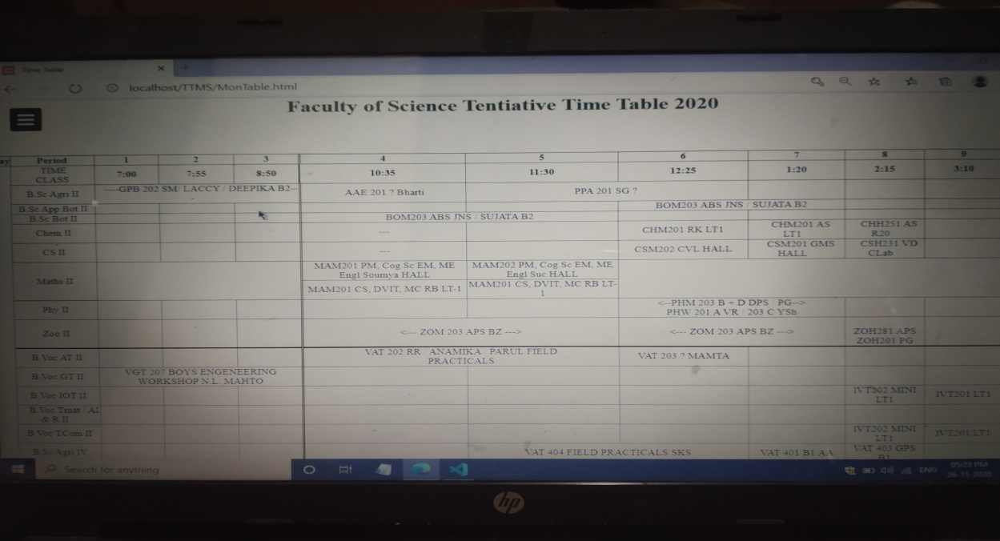 Time Table
localhost/TTMS/MonTable.html
Faculty of Science Tentiative Time Table 2020
ay Period 1 2 3 4 5 6 7 8 9
TIME
CLASS
7:00 7:55 8:50 10:35 11:30 12:25 1:20 2:15 3:10
B.Sc Agri II
----GPB 202 SM/ LACCY / DEEPIKA B2--
-
AAE 201 ? Bharti
PPA 201 SG ?
B.Sc App Bot II
BOM203 ABS JNS / SUJATA B2
B.Sc Bot II
BOM203 ABS JNS / SUJATA B2
Chem II
---
CHM201 RK LT1
CHM201 AS
LT1
CHH251 AS
R20
CS II
---
CSM202 CVL HALL
CSM201 GMS
HALL
CSH231 VD
CLab
Maths II
MAM201 PM, Cog.Sc EM, ME
Engl Soumya HALL
MAM202 PM, Cog.Sc EM, ME
Engl Suc HALL
MAM201 CS, DVIT, MC RB LT-1
MAM201 CS, DVIT, MC RB LT-
1
Phy II
<--PHM 203 B + D DPS / PG-->
PHW 201 A VR / 203 C YSh
Zoo II
<--- ZOM 203 APS BZ --->
<--- ZOM 203 APS BZ --->
ZOH281 APS
ZOH201 PG
B.Voc AT II
VAT 202 RR / ANAMIKA / PARUL FIELD
PRACTICALS
VAT 203 ? MAMTA
B.Voc GT II
VGT 207 BOYS ENGENEERING
WORKSHOP N.L. MAHTO
B.Voc IOT II
IVT202 MINI
LT1
IVT201 LT1
B.Voc Tmat / AI
& R II
B.Voc TCom II
IVT202 MINI
LT1
IVT201 LT1
B.Sc Agri IV
VAT 404 FIELD PRACTICALS SKS
VAT 401 B1 AA
VAT 403 GPS
B1
Search for anything
ENG
05:23 PM
26-11-2020
hp